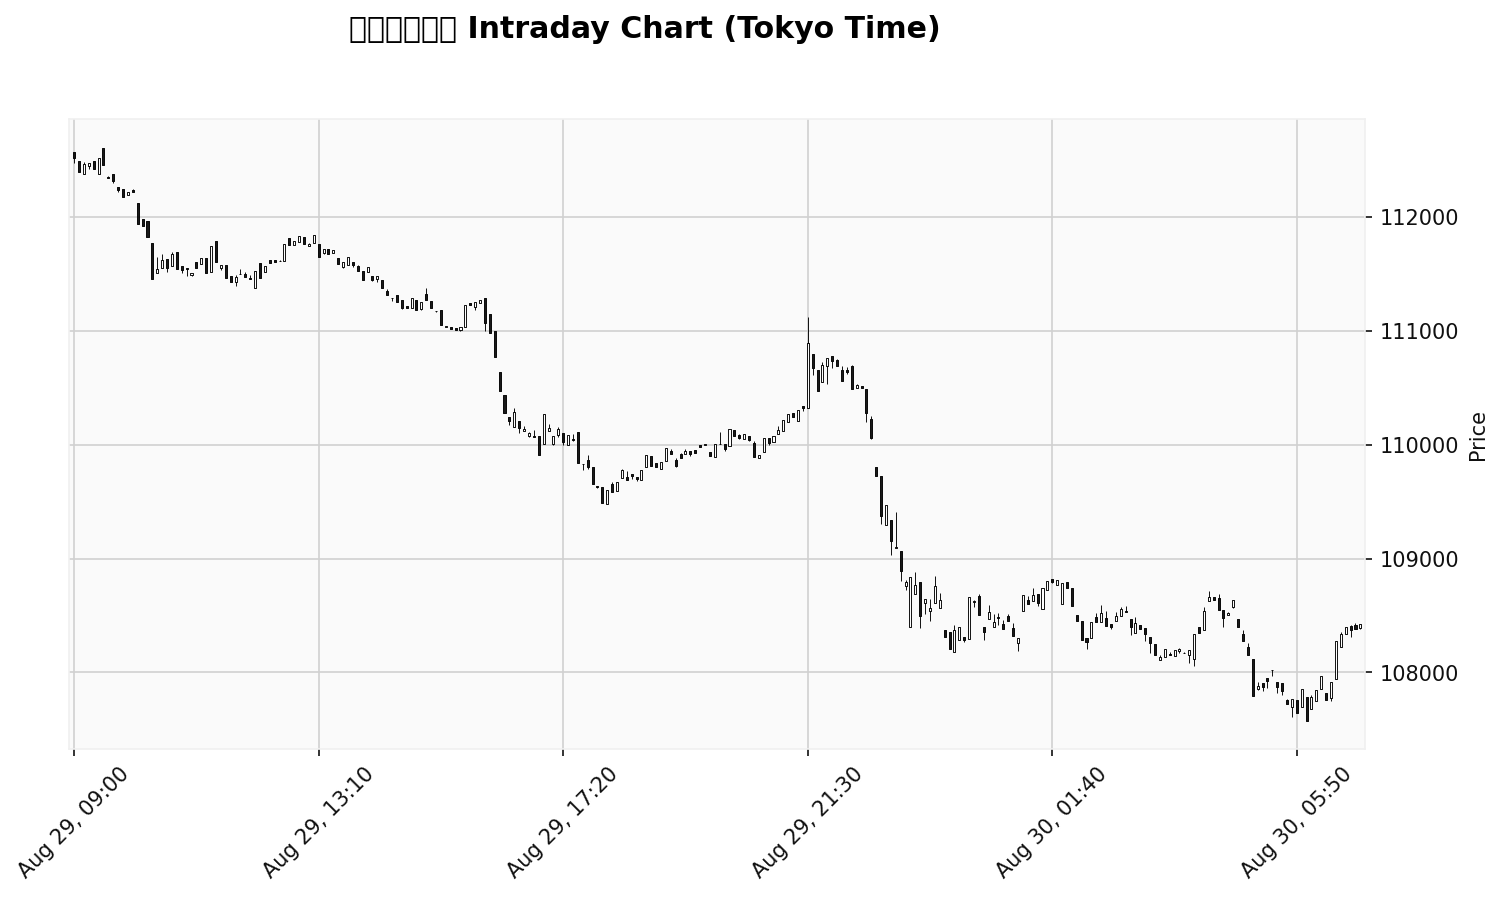 Intraday Chart (Tokyo Time)
112000
111000
110000
109000
108000
Price
Aug 29, 09:00
Aug 29, 13:10
Aug 29, 17:20
Aug 29, 21:30
Aug 30, 01:40
Aug 30, 05:50